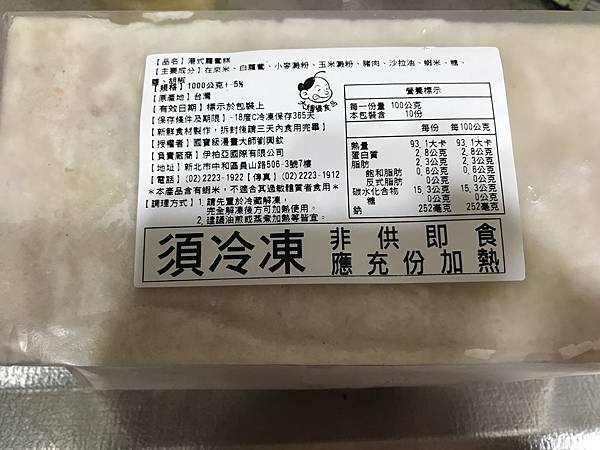 【品名】港式蘿蔔糕
【主要成分】在來米、白蘿蔔、小麥澱粉、玉米澱粉、豬肉、沙拉油、蝦米、糖、
鹽、胡椒
【規格】1000公克+-5%
【原產地】台灣
【有效日期】標示於包裝上
【保存條件及期限】-18度C冷凍保存365天
【新鮮食材製作，拆封後請三天內食用完畢】
【授權者】國寶級漫畫大師劉興欽
【負責廠商】伊柏亞國際有限公司
【地址】新北市中和區員山路506-3號7樓
【電話】(02)2223-1922【傳真】(02)2223-1912
*本產品含有蝦米，不適合其過敏體質者食用*
【調理方式】1. 請先置於冷藏解凍，
完全解凍後方可加熱使用。
2. 建議油煎或蒸煮加熱等皆宜。
大嬸婆食品
營養標示
每一份量 100公克
本包裝含 10份
每份 每100公克
熱量 93.1大卡 93.1大卡
蛋白質 2.8公克 2.8公克
脂肪 2.3公克 2.3公克
飽和脂肪 0.6公克 0.6公克
反式脂肪 0公克 0公克
碳水化合物 15.3公克 15.3公克
糖 0公克 0公克
鈉 252毫克 252毫克
須冷凍
非供即食
應充份加熱